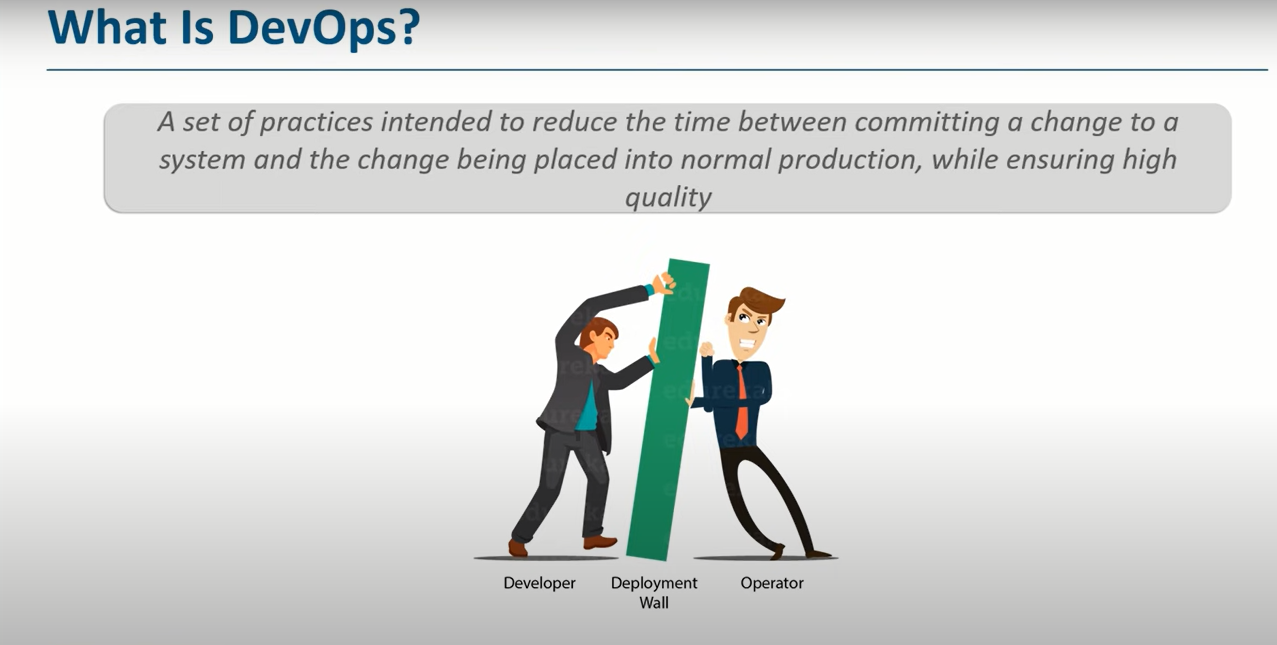 What Is DevOps?
A set of practices intended to reduce the time between committing a change to a
system and the change being placed into normal production, while ensuring high
quality
Developer
Deployment
Wall
Operator